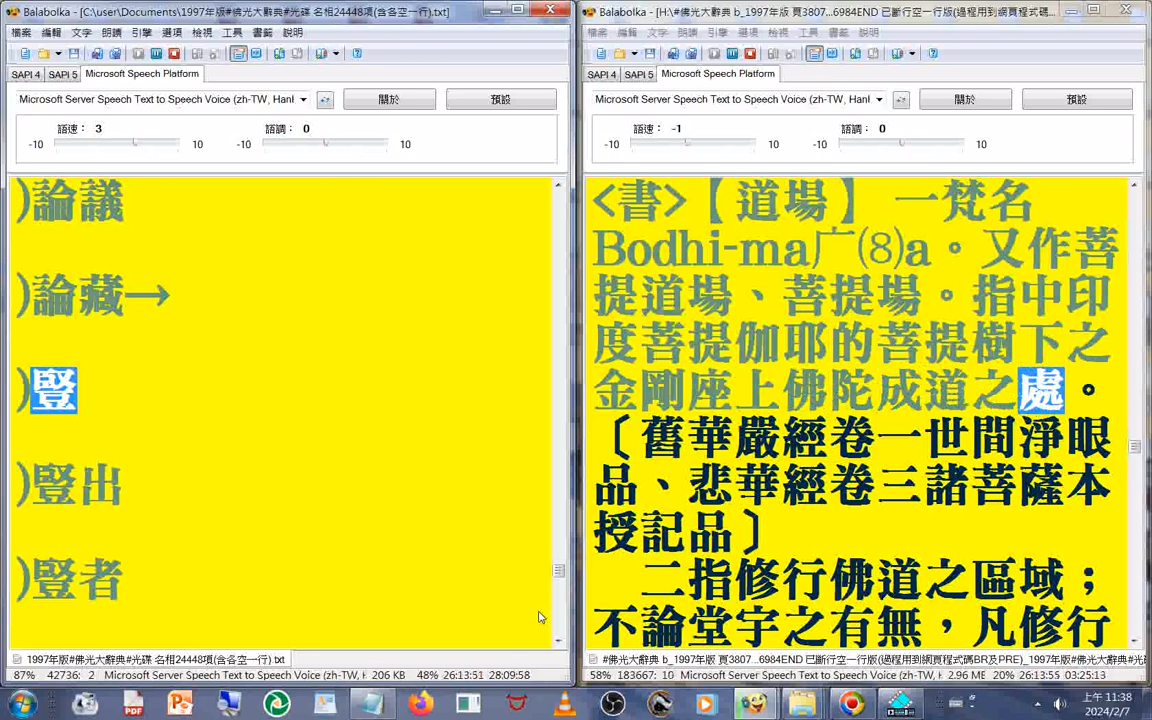 Balabolka - [C:\user\Documents\1997年版#佛光大辭典#光碟 名相24448項(含各空一行).txt]
檔案 編輯 文字 朗讀 引擎 選項 檢視 工具 書籤 說明
SAPI 4 SAPI 5 Microsoft Speech Platform
Microsoft Server Speech Text to Speech Voice (zh-TW, Hanl
關於
預設
語速： 3
語調： 0
-10 10 -10 10
)論議
)論藏→
)豎
)豎出
)豎者
1997年版#佛光大辭典#光碟 名相24448項(含各空一行).txt
87% 42736: 2 Microsoft Server Speech Text to Speech Voice (zh-TW, H 206 KB 48% 26:13:51 28:09:58
Balabolka - [H:\#佛光大辭典 b_1997年版 頁3807...6984END 已斷行空一行版(過程用到網頁程式碼...
檔案 編輯 文字 朗讀 引擎 選項 檢視 工具 書籤 說明
SAPI 4 SAPI 5 Microsoft Speech Platform
Microsoft Server Speech Text to Speech Voice (zh-TW, Hanl
關於
預設
語速： -1
語調： 0
-10 10 -10 10
<書>【道場】 一梵名
Bodhi-ma广⑻a。又作菩
提道場、菩提場。指中印
度菩提伽耶的菩提樹下之
金剛座上佛陀成道之處。
〔舊華嚴經卷一世間淨眼
品、悲華經卷三諸菩薩本
授記品〕
二指修行佛道之區域；
不論堂宇之有無，凡修行
#佛光大辭典 b_1997年版 頁3807...6984END 已斷行空一行版(過程用到網頁程式碼BR及PRE)_1997年版#光
58% 183667: 10 Microsoft Server Speech Text to Speech Voice (zh-TW, H 2.96 ME 20% 26:13:55 03:25:13
上午 11:38
2024/2/7